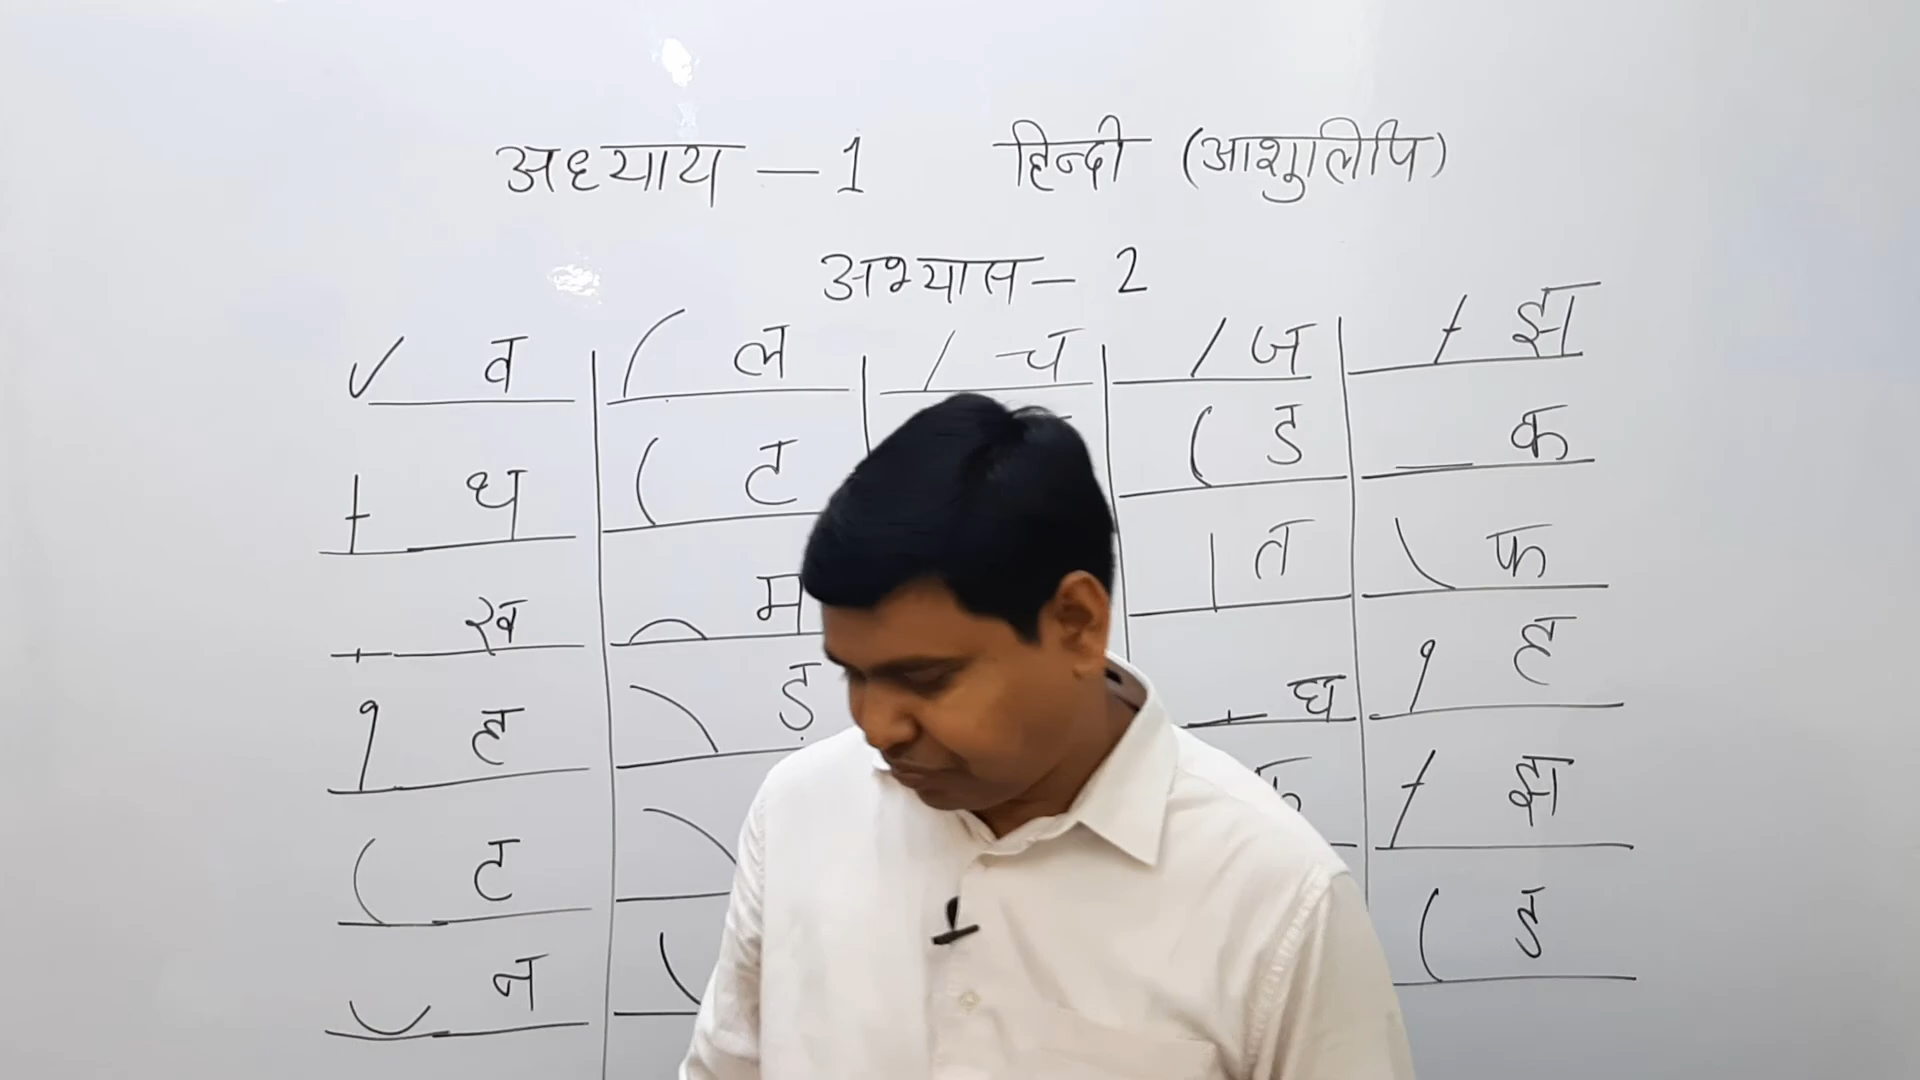 अध्याय – 1 हिन्दी (आशुलिपि)
अभ्यास – 2
व ल च ज झ
थ ट ड क
ख म त फ
ह ड़ घ ह
ट झ
न ड